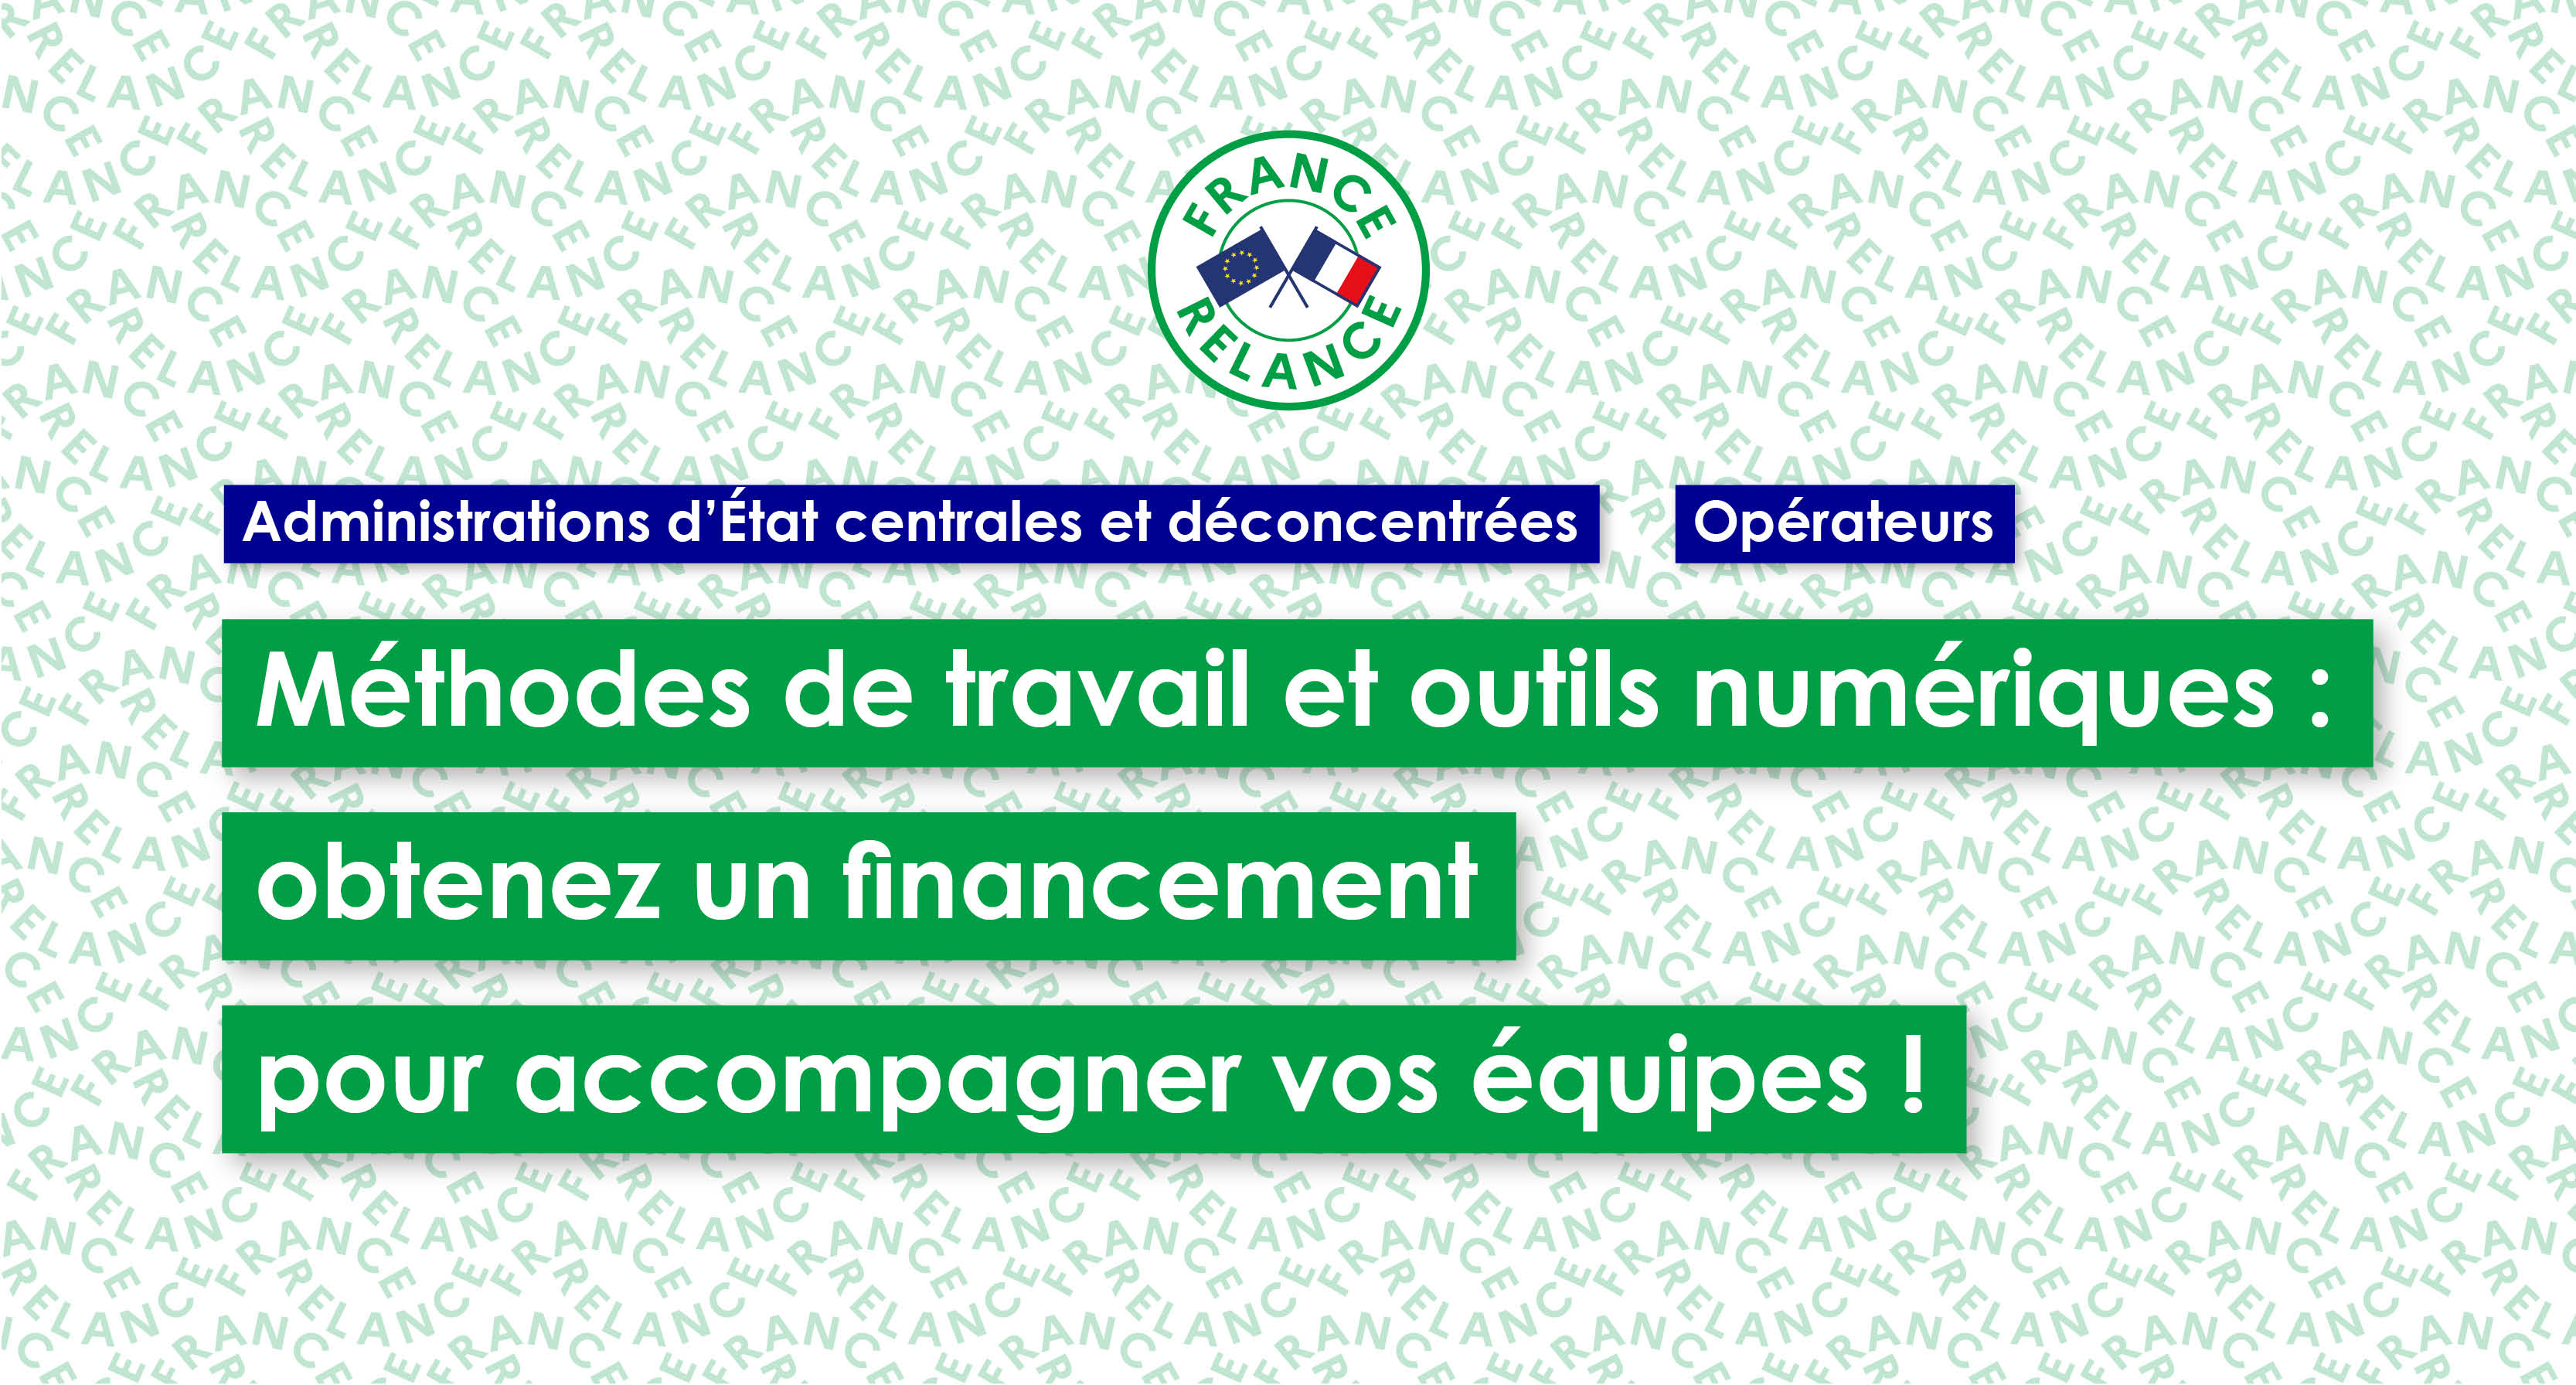 FRANCE
RELANCE
Administrations d’État centrales et déconcentrées
Opérateurs
Méthodes de travail et outils numériques :
obtenez un financement
pour accompagner vos équipes !